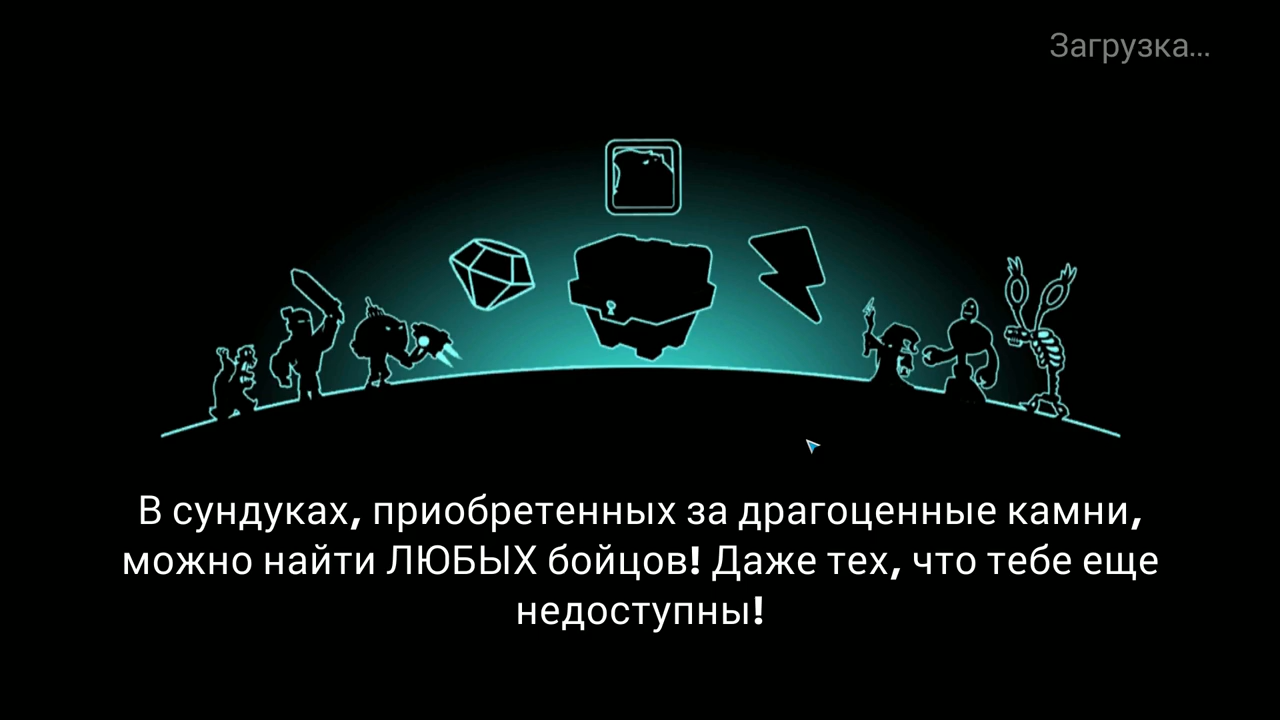 Загрузка...
В сундуках, приобретенных за драгоценные камни,
можно найти ЛЮБЫХ бойцов! Даже тех, что тебе еще
недоступны!